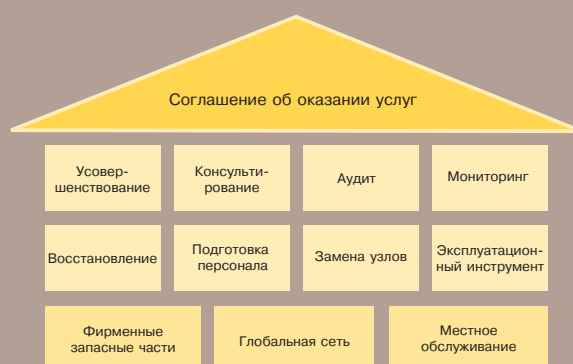 Соглашение об оказании услуг
Усовер-
шенствование
Консульти-
рование
Аудит
Мониторинг
Восстановление
Подготовка
персонала
Замена узлов
Эксплуатацион-
ный инструмент
Фирменные
запасные части
Глобальная сеть
Местное
обслуживание